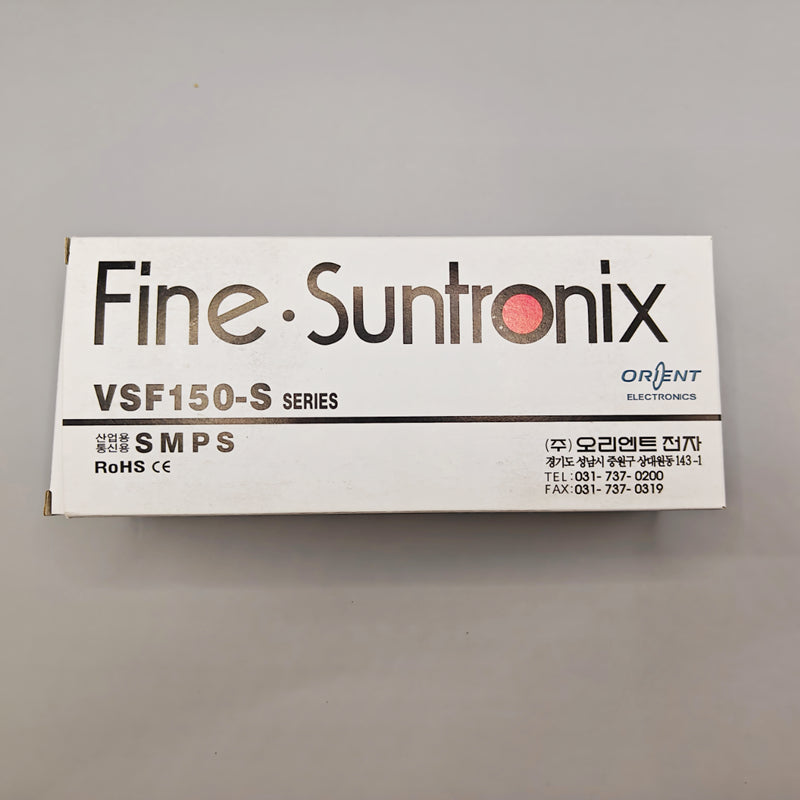 Fine·Suntronix
VSF150-S SERIES
ORIENT
ELECTRONICS
산업용
통신용
SMPS
RoHS CE
(주)오리엔트 전자
경기도 성남시 중원구 상대원동 143-1
TEL:031-737-0200
FAX:031-737-0319